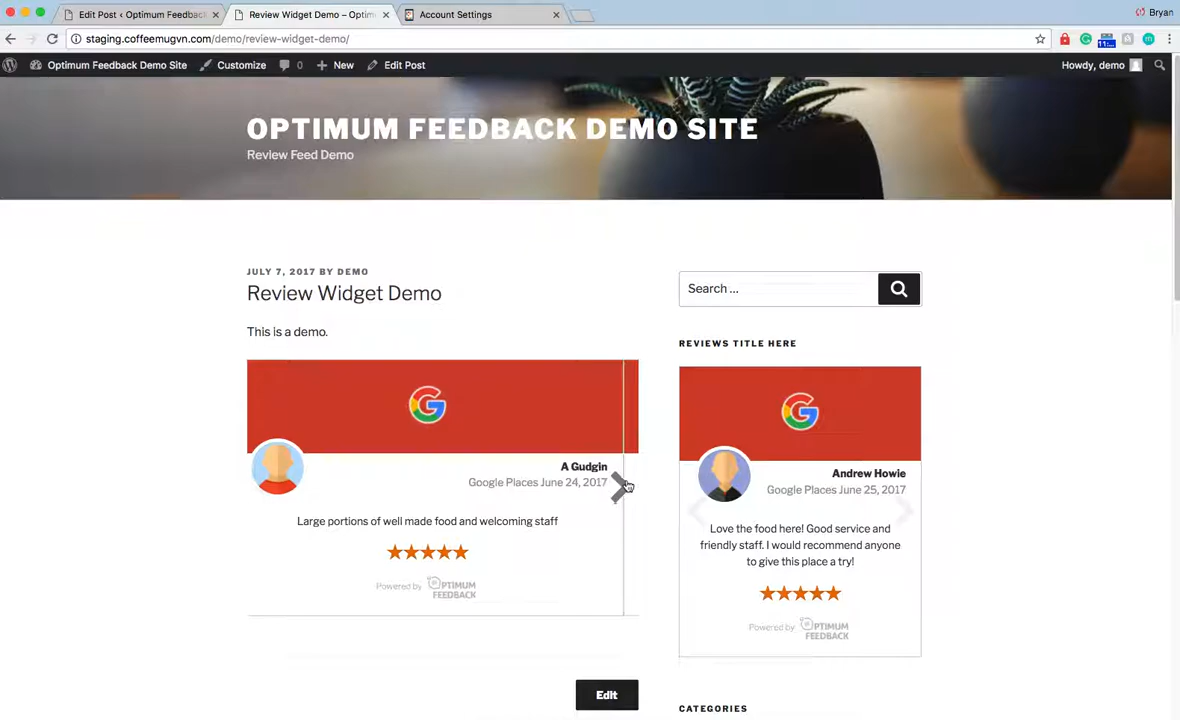 Edit Post ‹ Optimum Feedback
Review Widget Demo – Optim
Account Settings
Bryan
staging.coffeemugvn.com/demo/review-widget-demo/
11:
Optimum Feedback Demo Site
Customize
0
New
Edit Post
Howdy, demo
OPTIMUM FEEDBACK DEMO SITE
Review Feed Demo
JULY 7, 2017 BY DEMO
Review Widget Demo
This is a demo.
A Gudgin
Google Places June 24, 2017
Large portions of well made food and welcoming staff
Powered by OPTIMUM
FEEDBACK
Edit
Search …
REVIEWS TITLE HERE
Andrew Howie
Google Places June 25, 2017
Love the food here! Good service and
friendly staff. I would recommend anyone
to give this place a try!
Powered by OPTIMUM
FEEDBACK
CATEGORIES